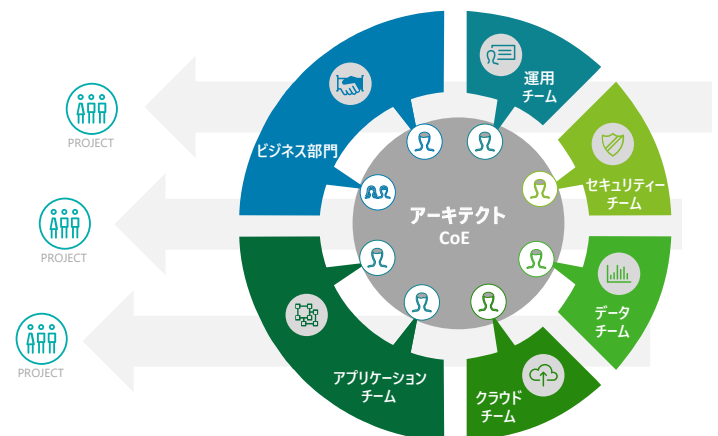 運用
チーム
PROJECT
ビジネス部門
セキュリティー
チーム
アーキテクト
CoE
PROJECT
データ
チーム
PROJECT
アプリケーション
チーム
クラウド
チーム